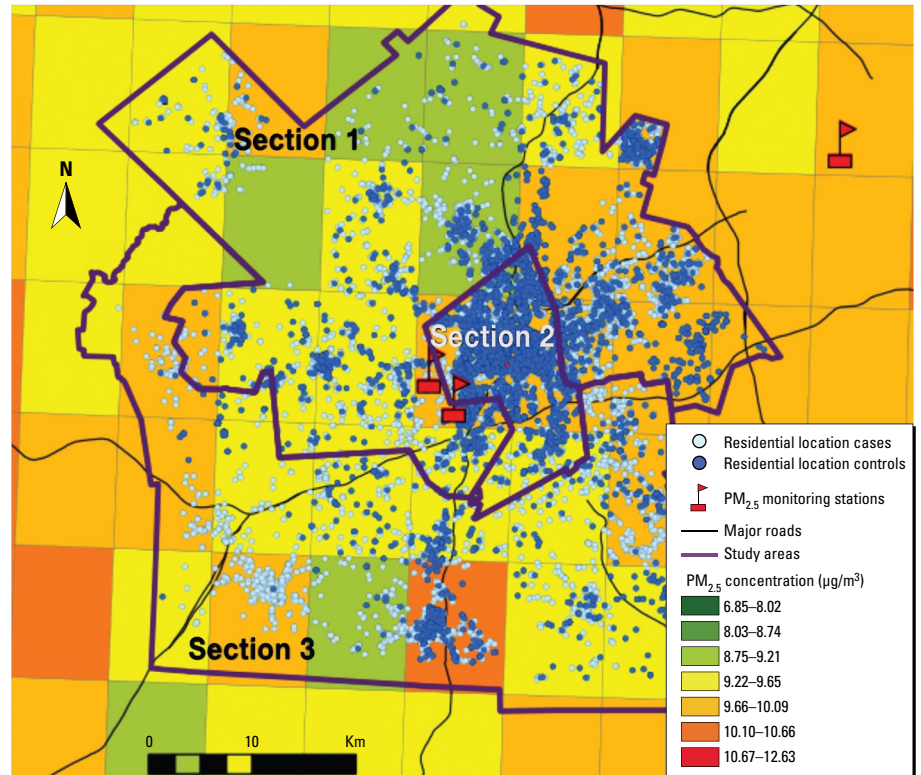 Section 1
N
Section 2
Residential location cases
Residential location controls
PM2.5 monitoring stations
Major roads
Study areas
PM2.5 concentration (µg/m³)
6.85–8.02
8.03–8.74
8.75–9.21
9.22–9.65
9.66–10.09
10.10–10.66
10.67–12.63
Section 3
0 10 Km